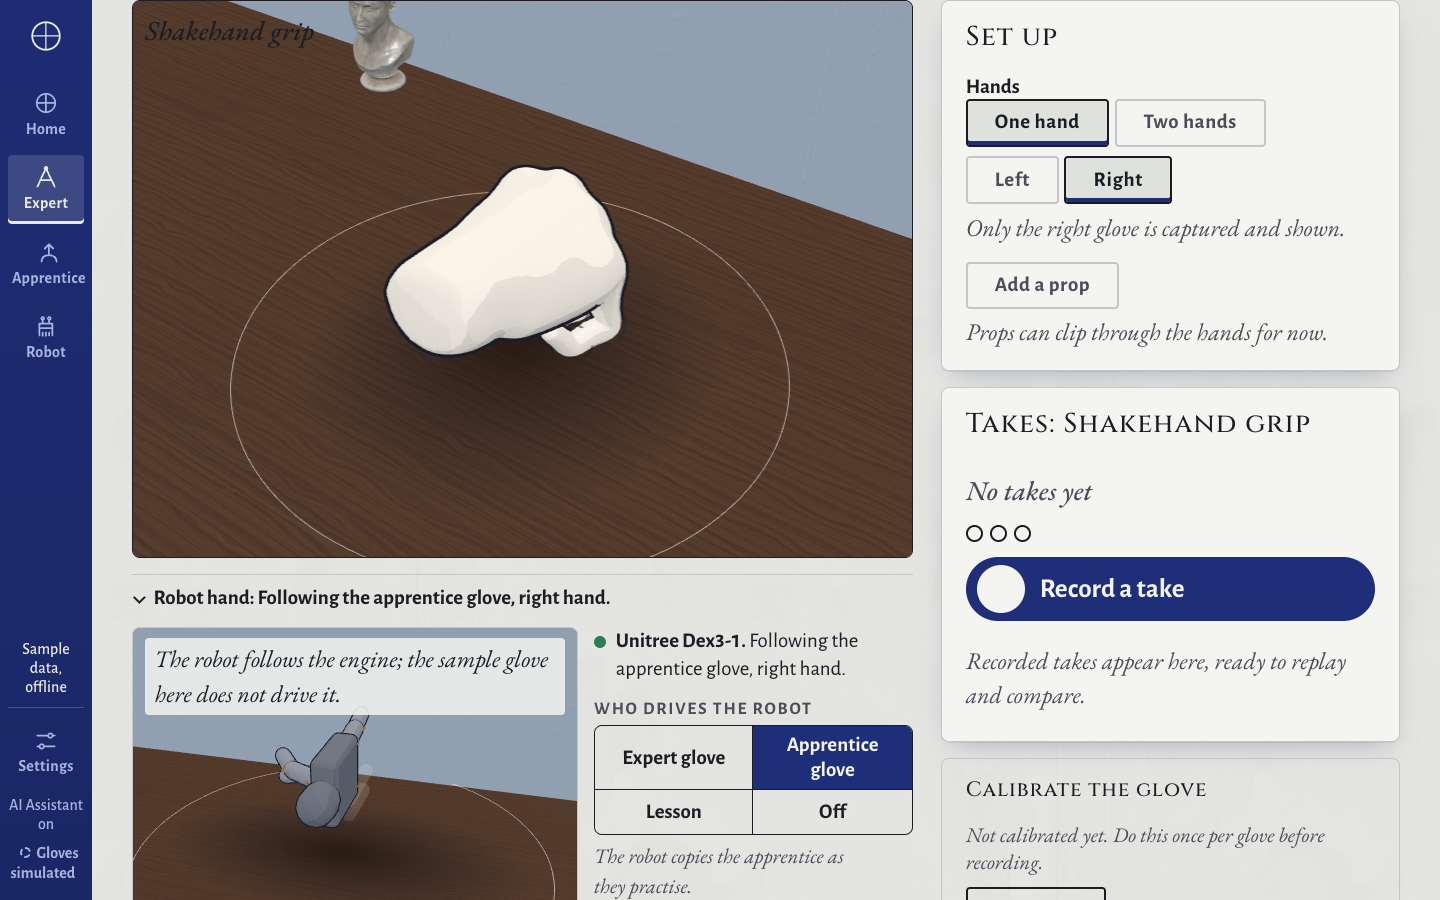 Home
Expert
Apprentice
Robot
Sample
data,
offline
Settings
AI Assistant
on
Gloves
simulated
Shakehand grip
Robot hand: Following the apprentice glove, right hand.
The robot follows the engine; the sample glove
here does not drive it.
Unitree Dex3-1. Following the
apprentice glove, right hand.
WHO DRIVES THE ROBOT
Expert glove
Apprentice
glove
Lesson
Off
The robot copies the apprentice as
they practise.
SET UP
Hands
One hand
Two hands
Left
Right
Only the right glove is captured and shown.
Add a prop
Props can clip through the hands for now.
TAKES: SHAKEHAND GRIP
No takes yet
Record a take
Recorded takes appear here, ready to replay
and compare.
CALIBRATE THE GLOVE
Not calibrated yet. Do this once per glove before
recording.